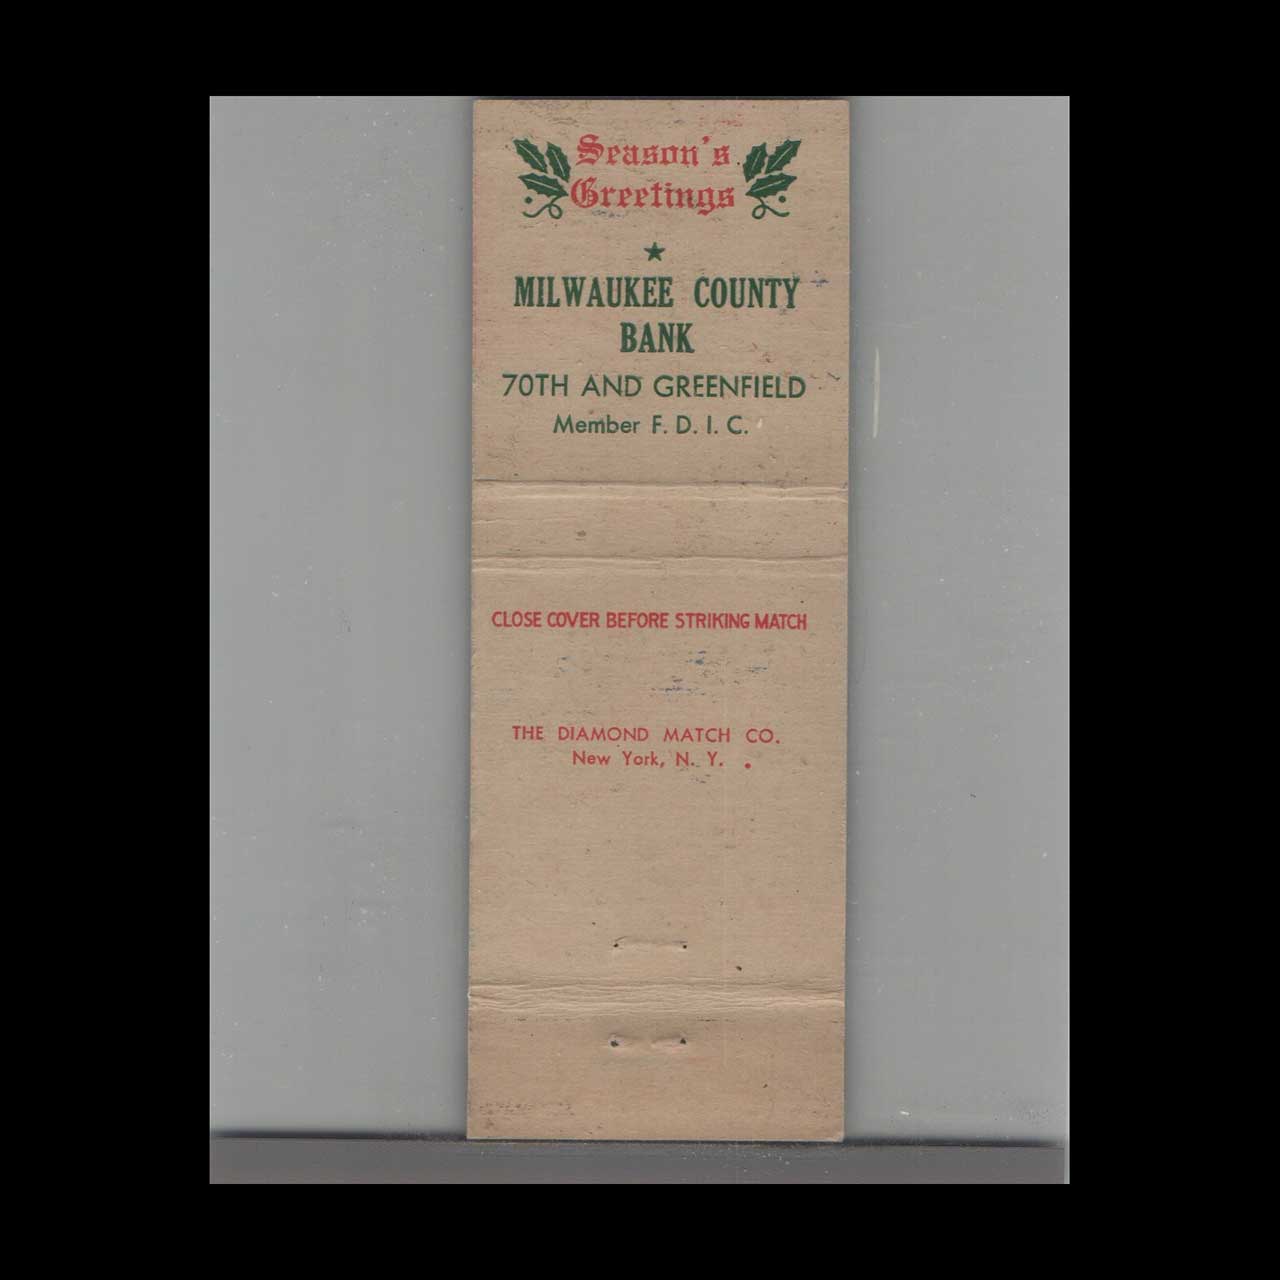 Season's
Greetings
MILWAUKEE COUNTY
BANK
70TH AND GREENFIELD
Member F. D. I. C.
CLOSE COVER BEFORE STRIKING MATCH
THE DIAMOND MATCH CO.
New York, N. Y.